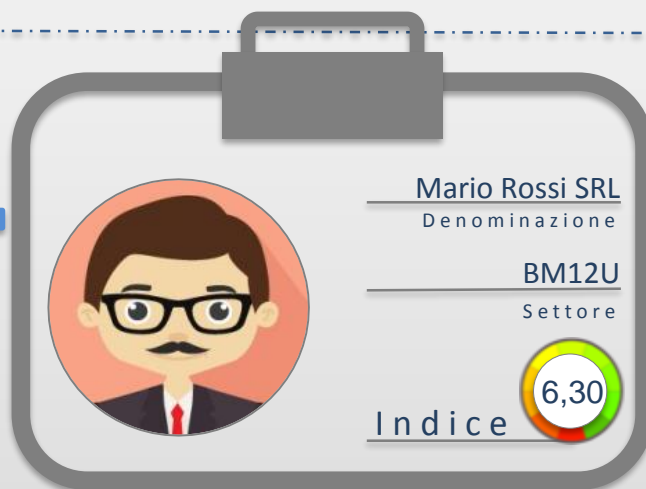 Mario Rossi SRL
Denominazione
BM12U
Settore
6,30
Indice